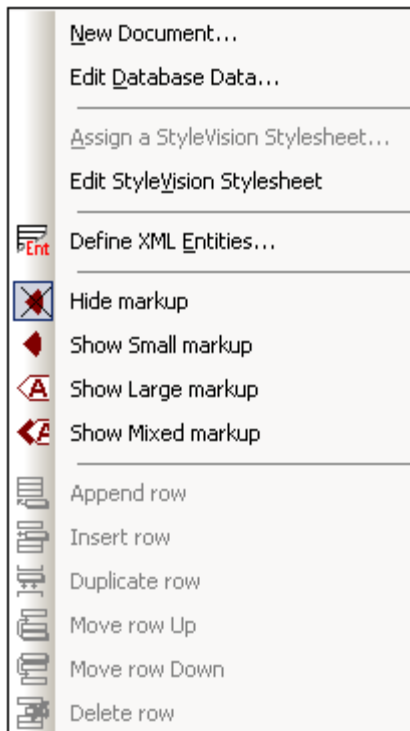 New Document...
Edit Database Data...
Assign a StyleVision Stylesheet...
Edit StyleVision Stylesheet
Ent
Define XML Entities...
Hide markup
Show Small markup
A
Show Large markup
A
Show Mixed markup
Append row
Insert row
Duplicate row
Move row Up
Move row Down
Delete row